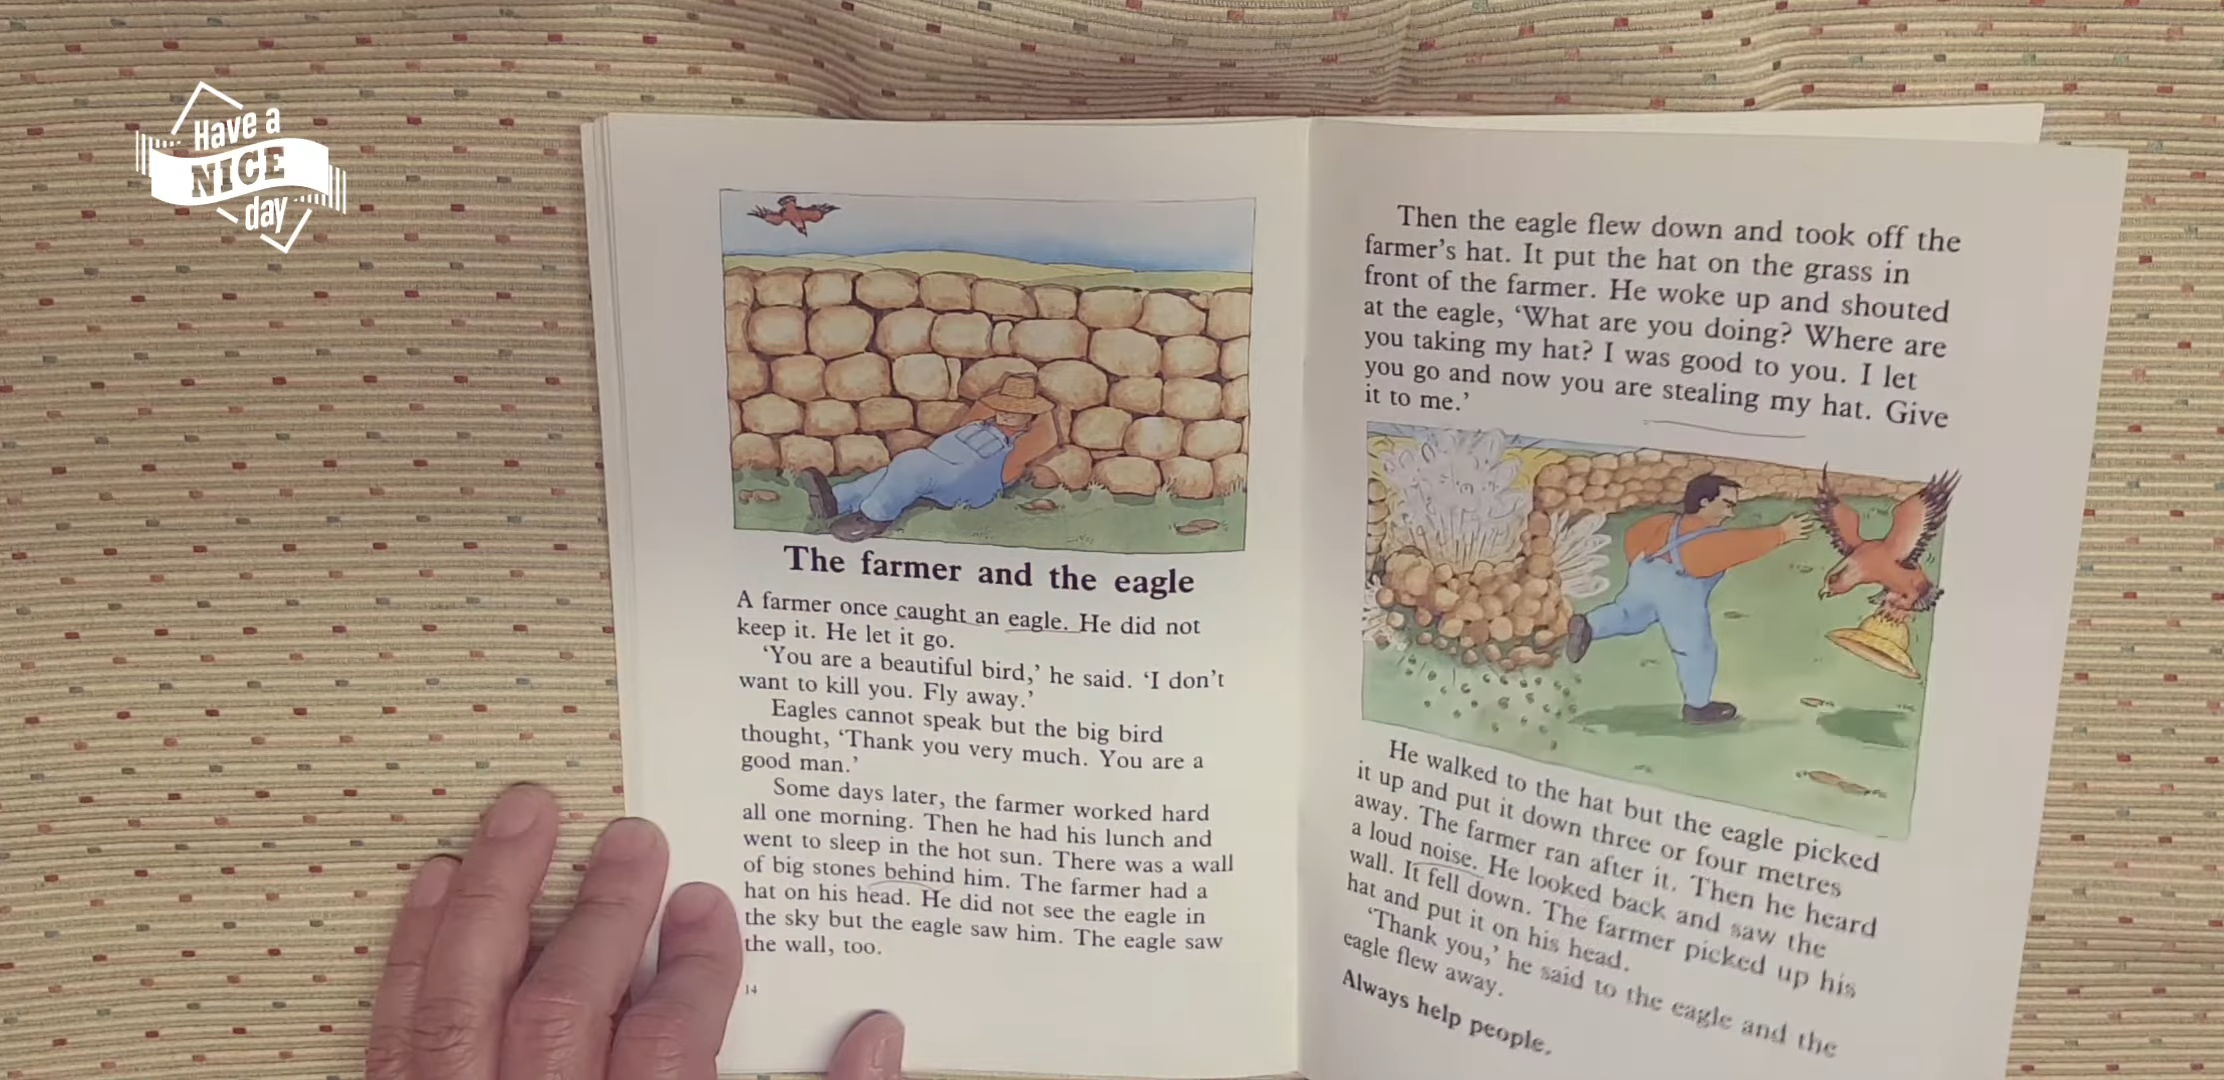 Have a
NICE
day
The farmer and the eagle
A farmer once caught an eagle. He did not
keep it. He let it go.
‘You are a beautiful bird,’ he said. ‘I don’t
want to kill you. Fly away.’
Eagles cannot speak but the big bird
thought, ‘Thank you very much. You are a
good man.’
Some days later, the farmer worked hard
all one morning. Then he had his lunch and
went to sleep in the hot sun. There was a wall
of big stones behind him. The farmer had a
hat on his head. He did not see the eagle in
the sky but the eagle saw him. The eagle saw
the wall, too.
14
Then the eagle flew down and took off the
farmer’s hat. It put the hat on the grass in
front of the farmer. He woke up and shouted
at the eagle, ‘What are you doing? Where are
you taking my hat? I was good to you. I let
you go and now you are stealing my hat. Give
it to me.’
He walked to the hat but the eagle picked
it up and put it down three or four metres
away. The farmer ran after it. Then he heard
a loud noise. He looked back and saw the
wall. It fell down. The farmer picked up his
hat and put it on his head.
‘Thank you,’ he said to the eagle and the
eagle flew away.
Always help people.